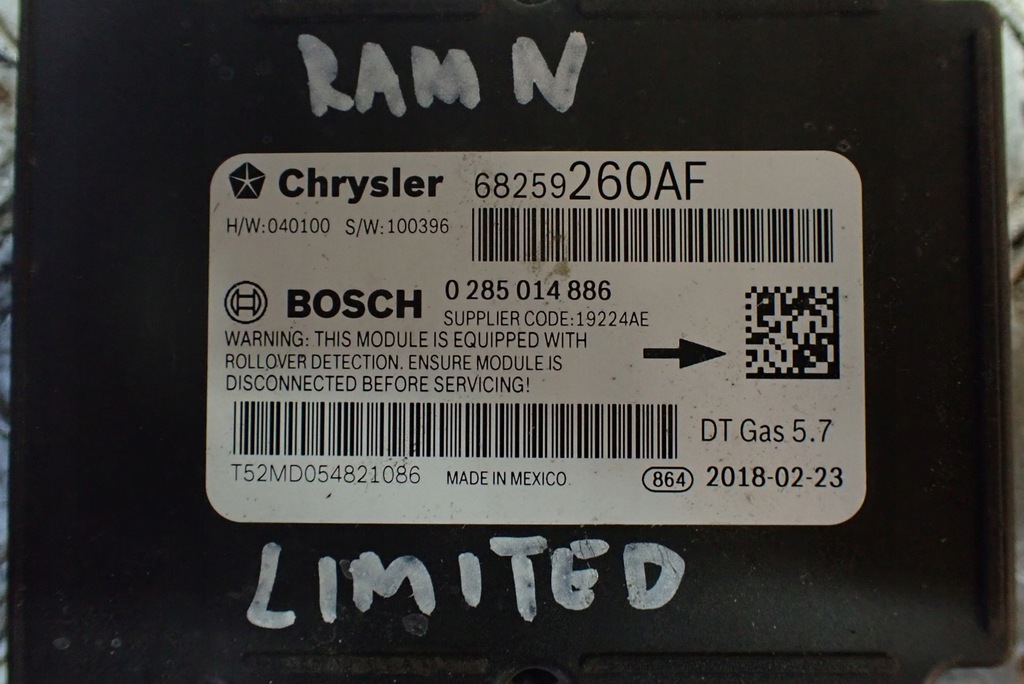 RAM N
Chrysler 68259260AF
H/W:040100 S/W:100396
BOSCH 0 285 014 886
SUPPLIER CODE:19224AE
WARNING: THIS MODULE IS EQUIPPED WITH
ROLLOVER DETECTION. ENSURE MODULE IS
DISCONNECTED BEFORE SERVICING!
DT Gas 5.7
T52MD054821086 MADE IN MEXICO 864 2018-02-23
LIMITED